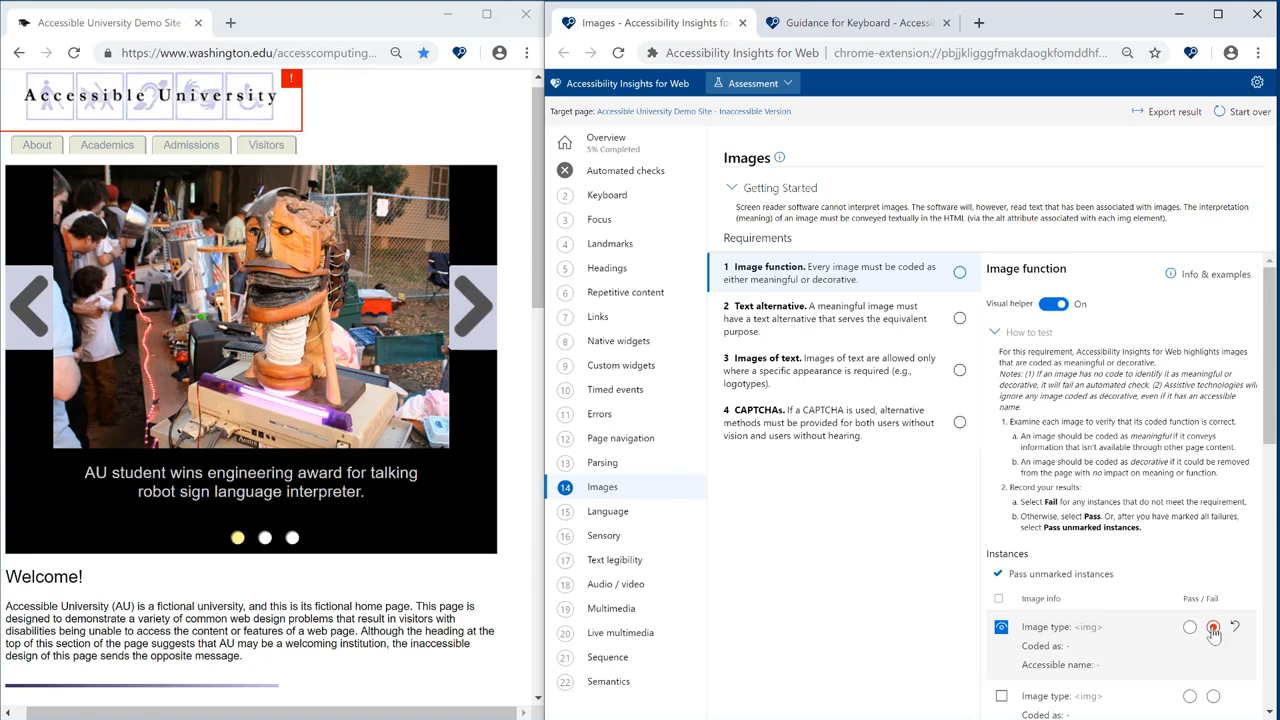 Accessible University Demo Site -
https://www.washington.edu/accesscomputing...
Accessible University
!
About
Academics
Admissions
Visitors
AU student wins engineering award for talking
robot sign language interpreter.
Welcome!
Accessible University (AU) is a fictional university, and this is its fictional home page. This page is
designed to demonstrate a variety of common web design problems that result in visitors with
disabilities being unable to access the content or features of a web page. Although the heading at the
top of this section of the page suggests that AU may be a welcoming institution, the inaccessible
design of this page sends the opposite message.
Images - Accessibility Insights for
Guidance for Keyboard - Accessi
Accessibility Insights for Web
chrome-extension://pbjjkligggfmakdaogkfomddhf...
Accessibility Insights for Web
Assessment
Target page: Accessible University Demo Site - Inaccessible Version
Export result
Start over
Overview
5% Completed
Automated checks
2 Keyboard
3 Focus
4 Landmarks
5 Headings
6 Repetitive content
7 Links
8 Native widgets
9 Custom widgets
10 Timed events
11 Errors
12 Page navigation
13 Parsing
14 Images
15 Language
16 Sensory
17 Text legibility
18 Audio / video
19 Multimedia
20 Live multimedia
21 Sequence
22 Semantics
Images
Getting Started
Screen reader software cannot interpret images. The software will, however, read text that has been associated with images. The interpretation
(meaning) of an image must be conveyed textually in the HTML (via the alt attribute associated with each img element).
Requirements
1 Image function. Every image must be coded as
either meaningful or decorative.
2 Text alternative. A meaningful image must
have a text alternative that serves the equivalent
purpose.
3 Images of text. Images of text are allowed only
where a specific appearance is required (e.g.,
logotypes).
4 CAPTCHAs. If a CAPTCHA is used, alternative
methods must be provided for both users without
vision and users without hearing.
Image function
Info & examples
Visual helper
On
How to test
For this requirement, Accessibility Insights for Web highlights images
that are coded as meaningful or decorative.
Notes: (1) If an image has no code to identify it as meaningful or
decorative, it will fail an automated check. (2) Assistive technologies will
ignore any image coded as decorative, even if it has an accessible
name.
1. Examine each image to verify that its coded function is correct.
a. An image should be coded as meaningful if it conveys
information that isn't available through other page content.
b. An image should be coded as decorative if it could be removed
from the page with no impact on meaning or function.
2. Record your results:
a. Select Fail for any instances that do not meet the requirement.
b. Otherwise, select Pass. Or, after you have marked all failures,
select Pass unmarked instances.
Instances
Pass unmarked instances
Image info
Pass / Fail
Image type: <img>
Coded as: -
Accessible name: -
Image type: <img>
Coded as: -